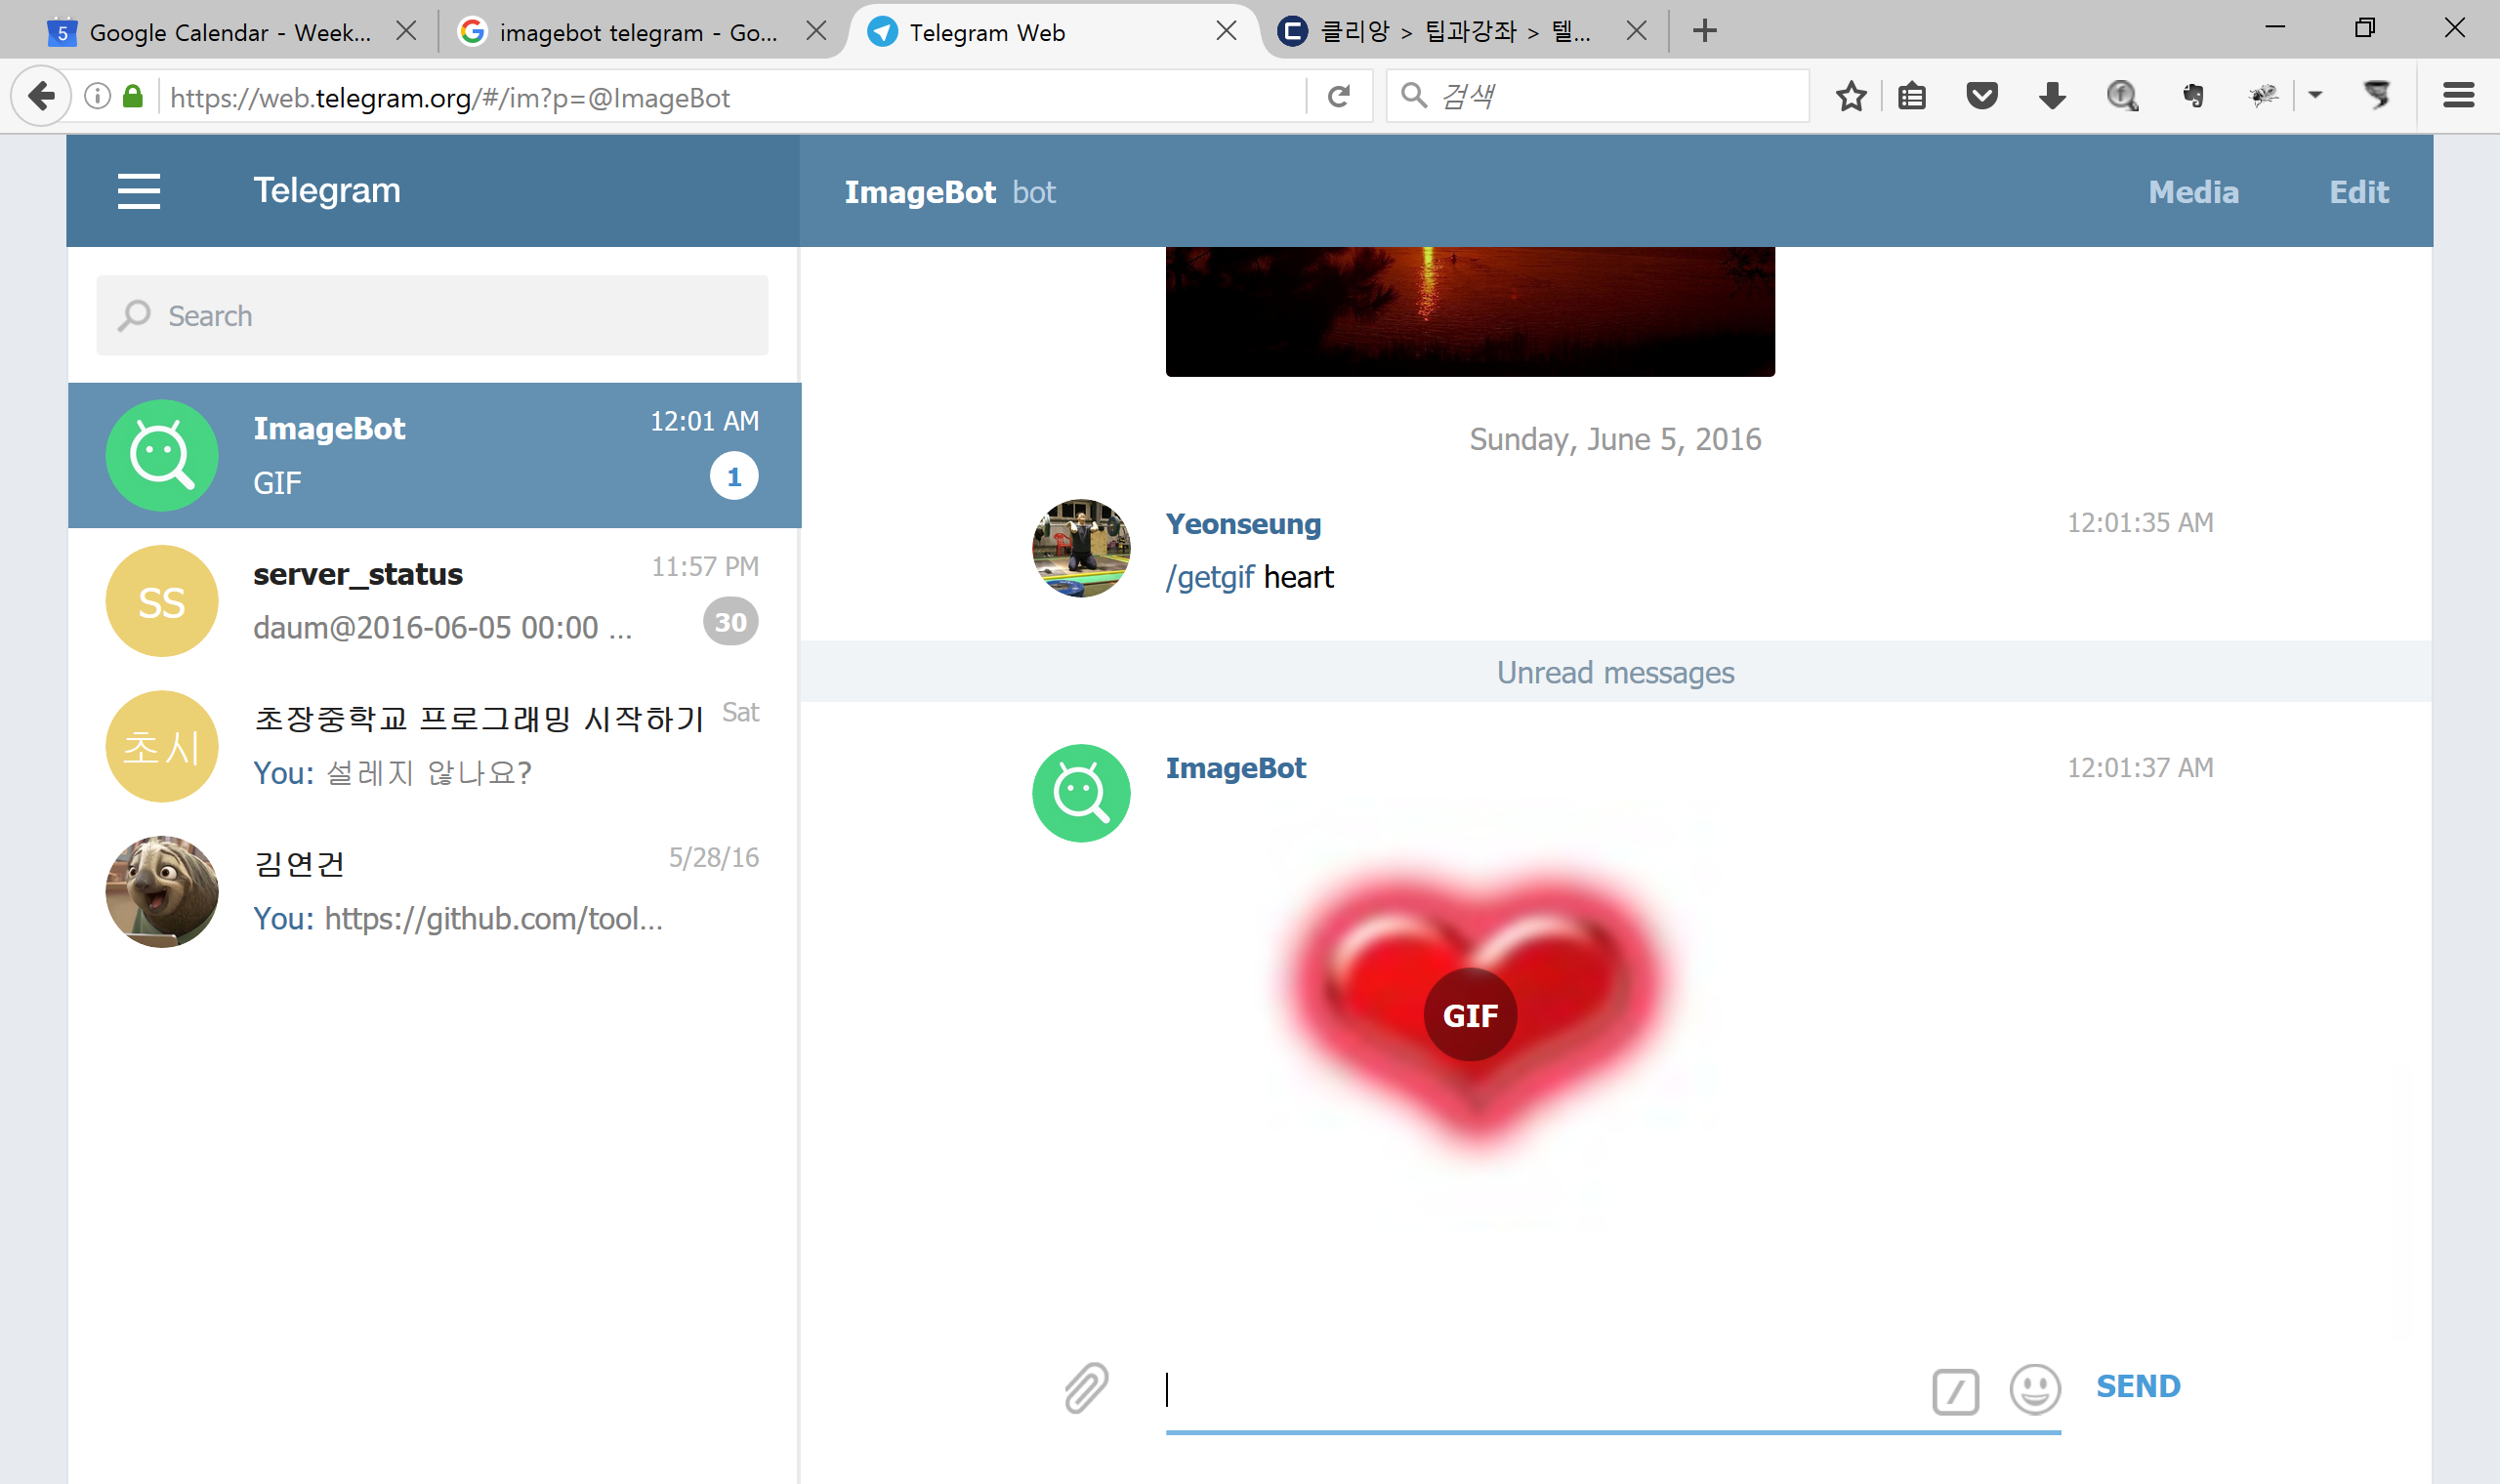 5 Google Calendar - Week...
imagebot telegram - Go...
Telegram Web
클리앙 > 팁과강좌 > 텔...
https://web.telegram.org/#/im?p=@ImageBot
검색
Telegram
ImageBot bot
Media
Edit
Search
ImageBot
12:01 AM
GIF
1
SS
server_status
11:57 PM
daum@2016-06-05 00:00 ...
30
초시
초장중학교 프로그래밍 시작하기
Sat
You: 설레지 않나요?
김연건
5/28/16
You: https://github.com/tool...
Sunday, June 5, 2016
Yeonseung
12:01:35 AM
/getgif heart
Unread messages
ImageBot
12:01:37 AM
GIF
SEND